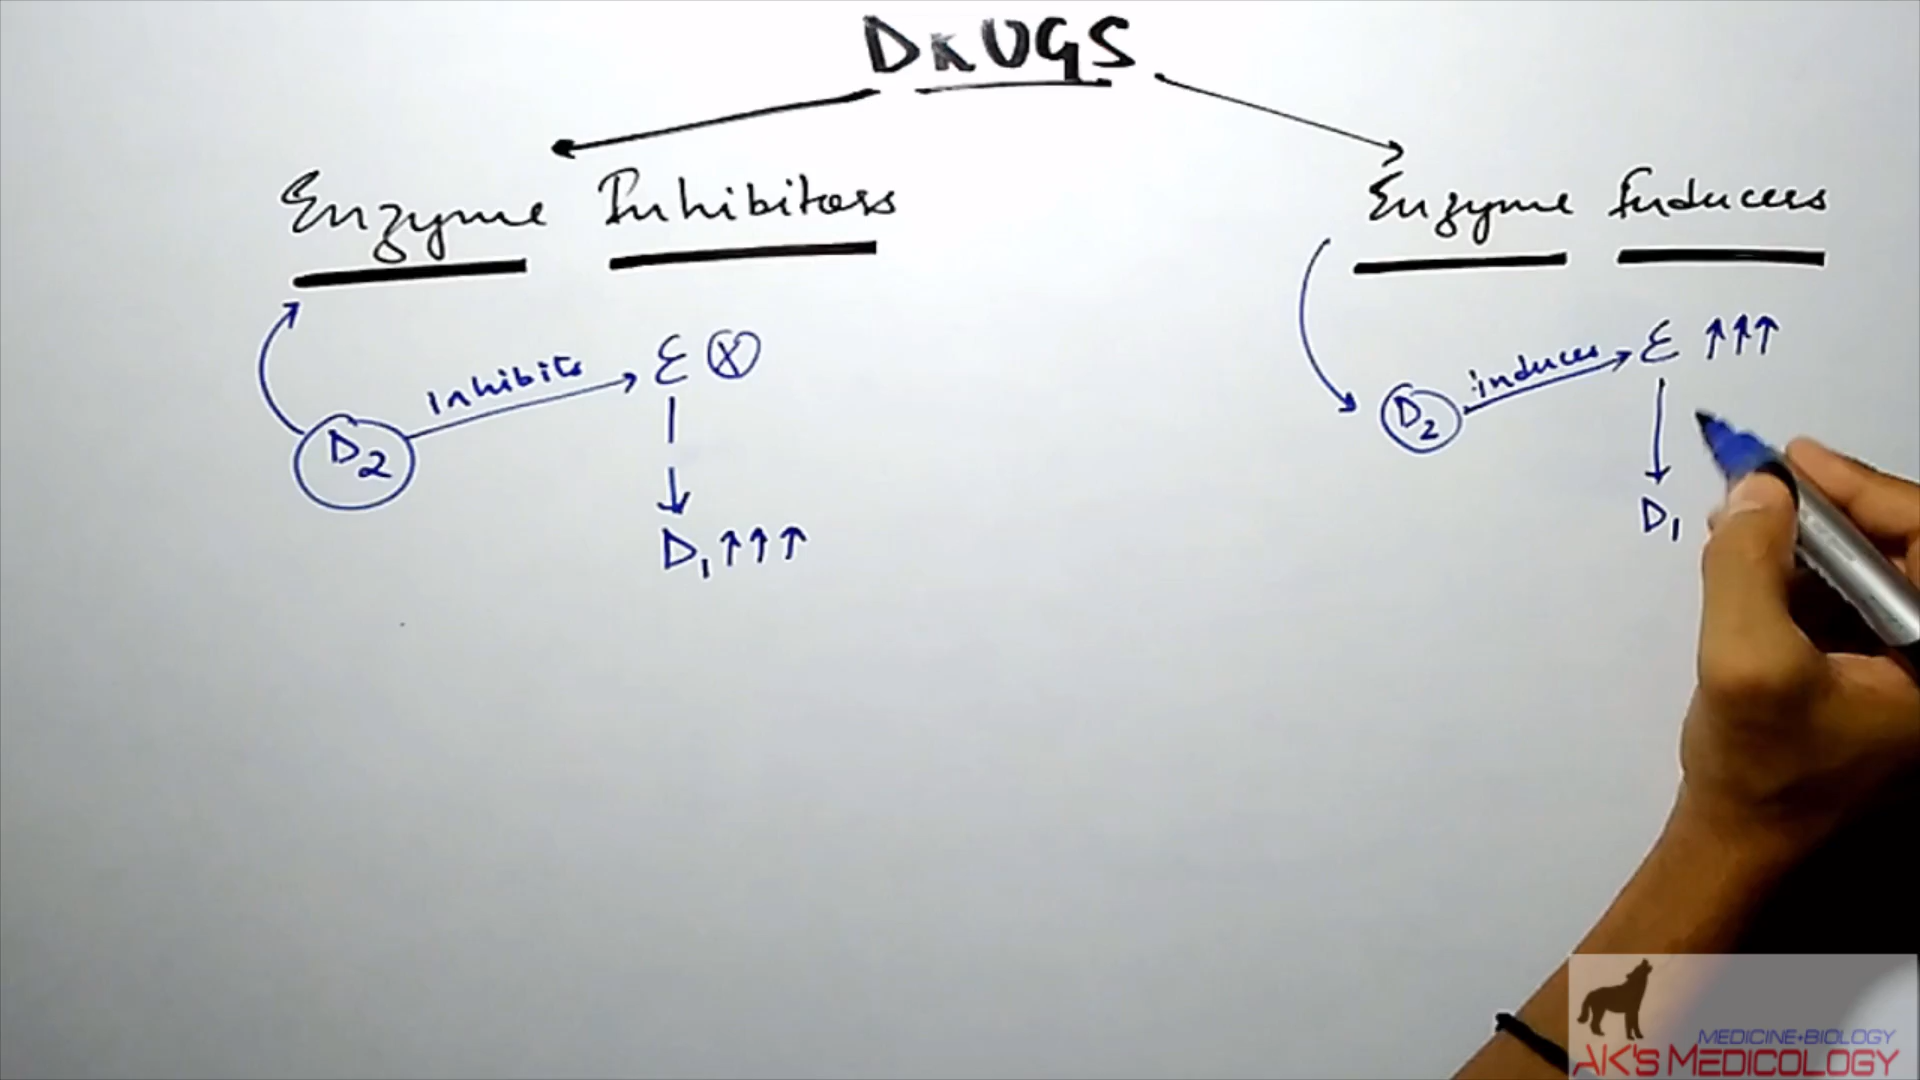 DRUGS
Enzyme Inhibitors
Enzyme Inducers
inhibits
Ɛ X
D2
D1 ↑↑↑
induces
Ɛ ↑↑↑
D2
D1
MEDICINE+BIOLOGY
AK'S MEDICOLOGY